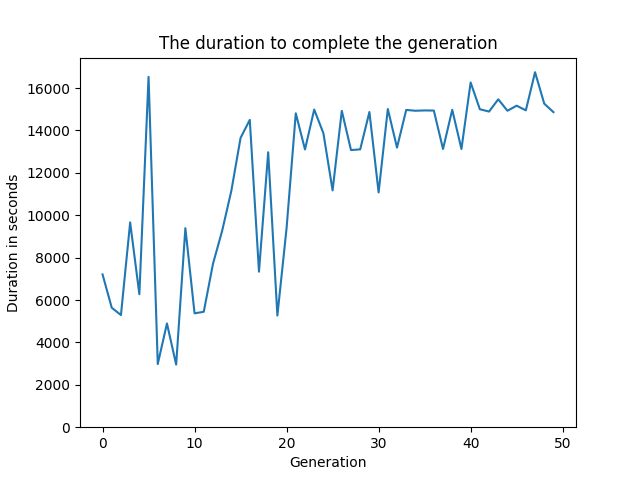 The duration to complete the generation
16000
14000
12000
10000
8000
6000
4000
2000
0
Duration in seconds
0 10 20 30 40 50
Generation